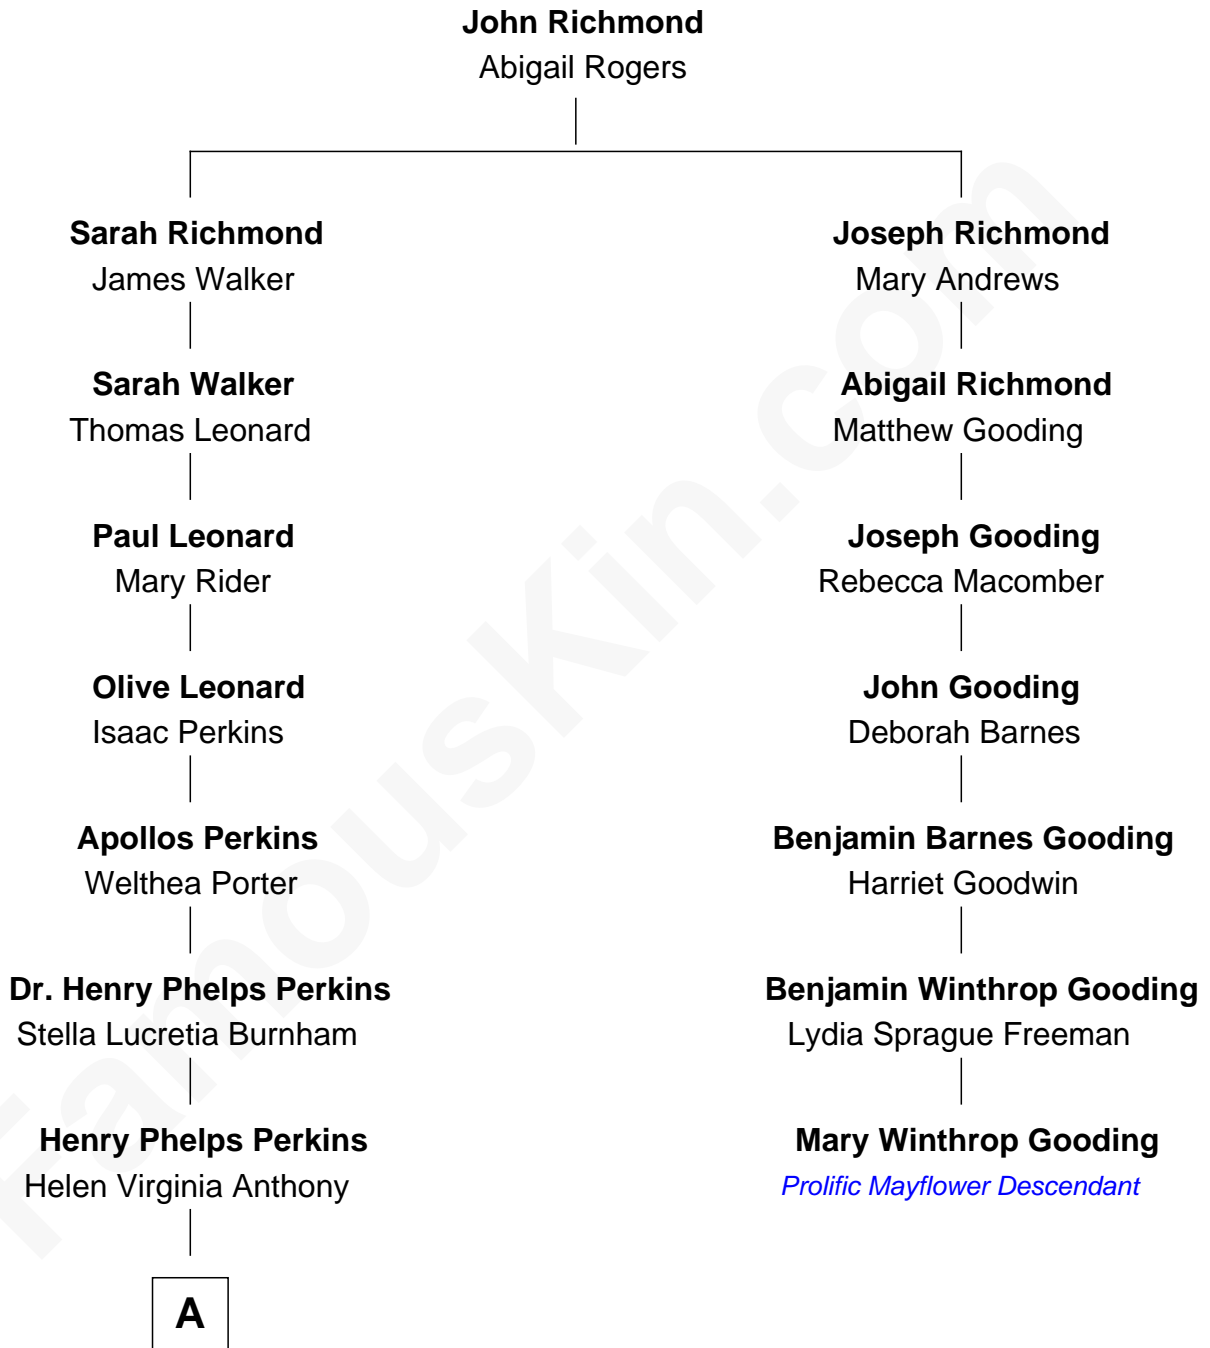 John Richmond
Abigail Rogers
Sarah Richmond
James Walker
Sarah Walker
Thomas Leonard
Paul Leonard
Mary Rider
Olive Leonard
Isaac Perkins
Apollos Perkins
Welthea Porter
Dr. Henry Phelps Perkins
Stella Lucretia Burnham
Henry Phelps Perkins
Helen Virginia Anthony
A
Joseph Richmond
Mary Andrews
Abigail Richmond
Matthew Gooding
Joseph Gooding
Rebecca Macomber
John Gooding
Deborah Barnes
Benjamin Barnes Gooding
Harriet Goodwin
Benjamin Winthrop Gooding
Lydia Sprague Freeman
Mary Winthrop Gooding
Prolific Mayflower Descendant
FamousKin.com